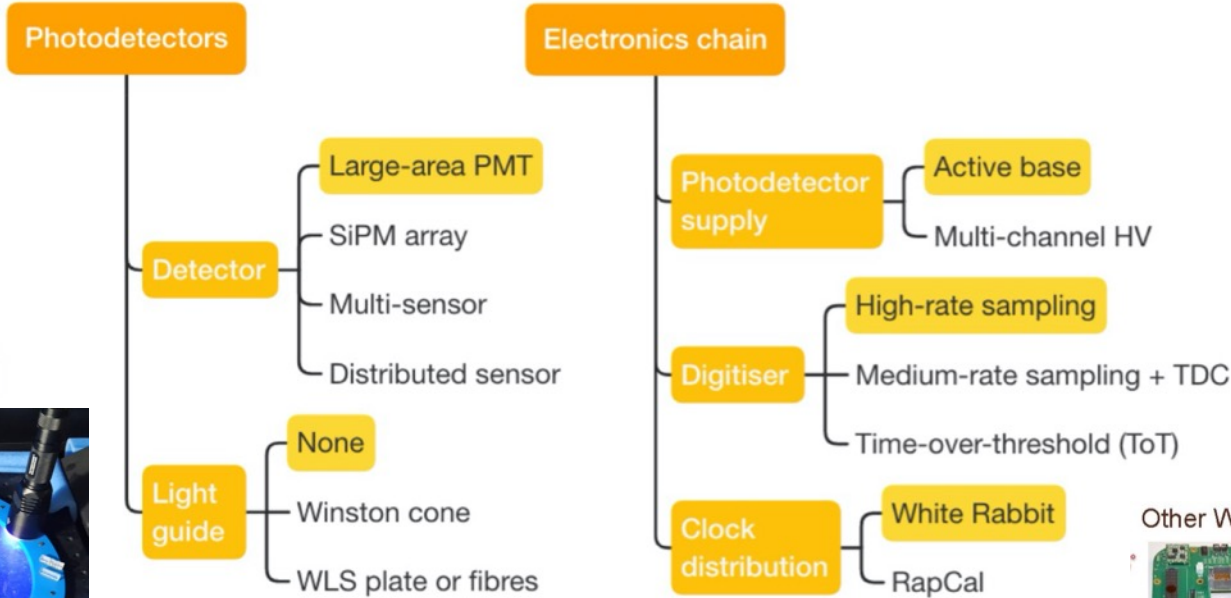 Photodetectors
Detector
Large-area PMT
SiPM array
Multi-sensor
Distributed sensor
Light
guide
None
Winston cone
WLS plate or fibres
Electronics chain
Photodetector
supply
Active base
Multi-channel HV
Digitiser
High-rate sampling
Medium-rate sampling + TDC
Time-over-threshold (ToT)
Clock
distribution
White Rabbit
RapCal
Other